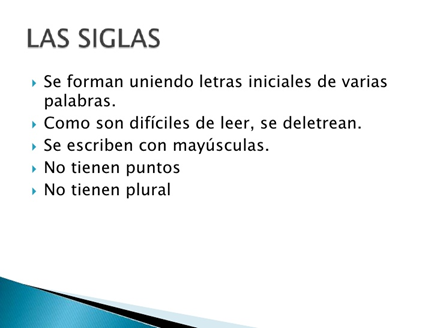 LAS SIGLAS
Se forman uniendo letras iniciales de varias
palabras.
Como son difíciles de leer, se deletrean.
Se escriben con mayúsculas.
No tienen puntos
No tienen plural